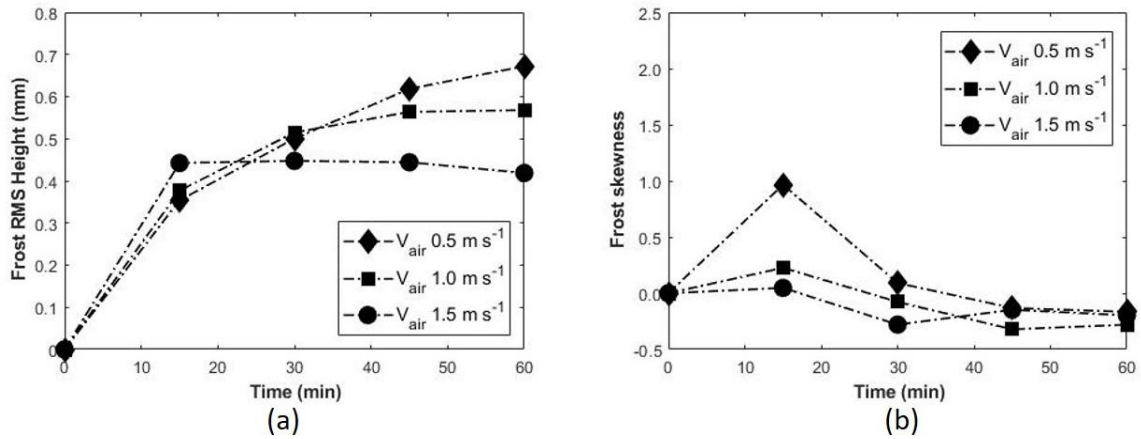 0.8
0.7
0.6
0.5
0.4
0.3
0.2
0.1
0
Frost RMS Height (mm)
V_air 0.5 m s⁻¹
V_air 1.0 m s⁻¹
V_air 1.5 m s⁻¹
0 10 20 30 40 50 60
Time (min)
(a)
2.5
2.0
1.5
1.0
0.5
0.0
-0.5
Frost skewness
V_air 0.5 m s⁻¹
V_air 1.0 m s⁻¹
V_air 1.5 m s⁻¹
0 10 20 30 40 50 60
Time (min)
(b)